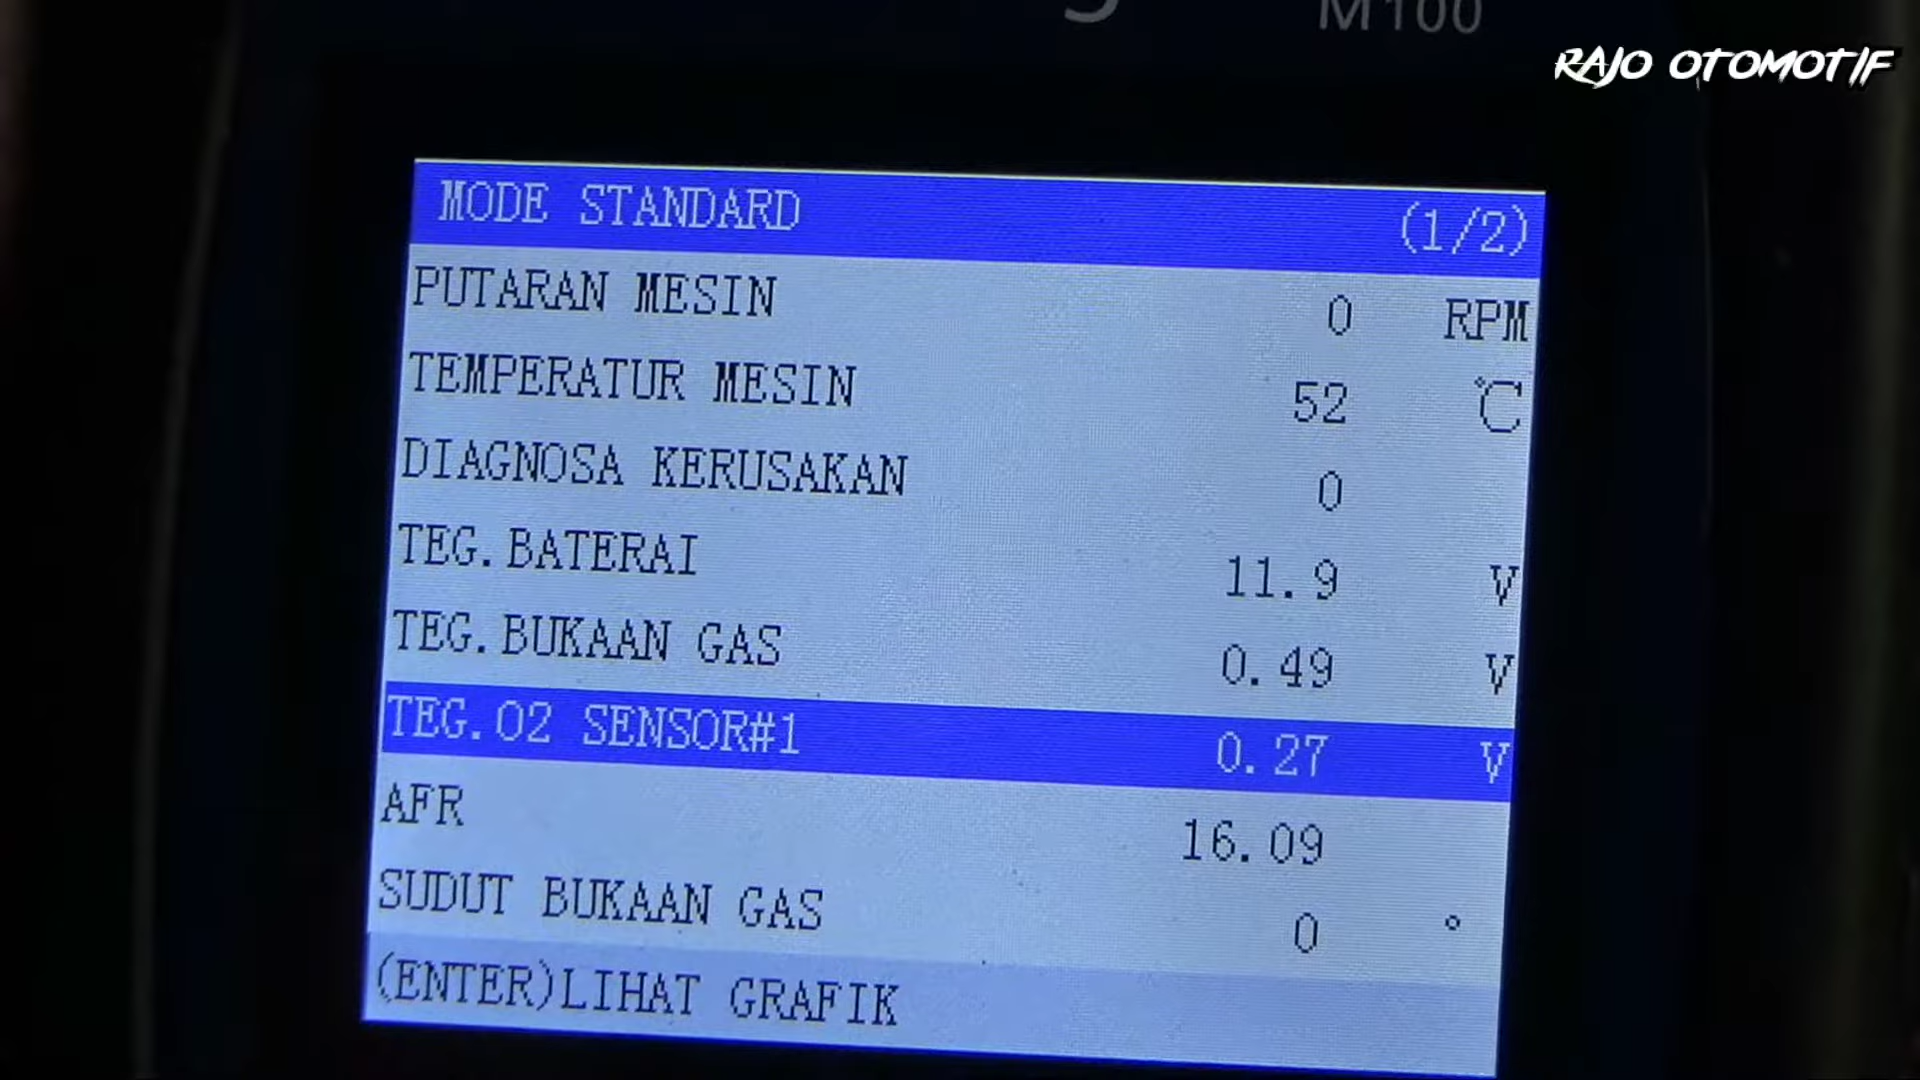 M100
RAJO OTOMOTIF
MODE STANDARD (1/2)
PUTARAN MESIN 0 RPM
TEMPERATUR MESIN 52 °C
DIAGNOSA KERUSAKAN 0
TEG.BATERAI 11.9 V
TEG.BUKAAN GAS 0.49 V
TEG.O2 SENSOR#1 0.27 V
AFR 16.09
SUDUT BUKAAN GAS 0 °
(ENTER)LIHAT GRAFIK